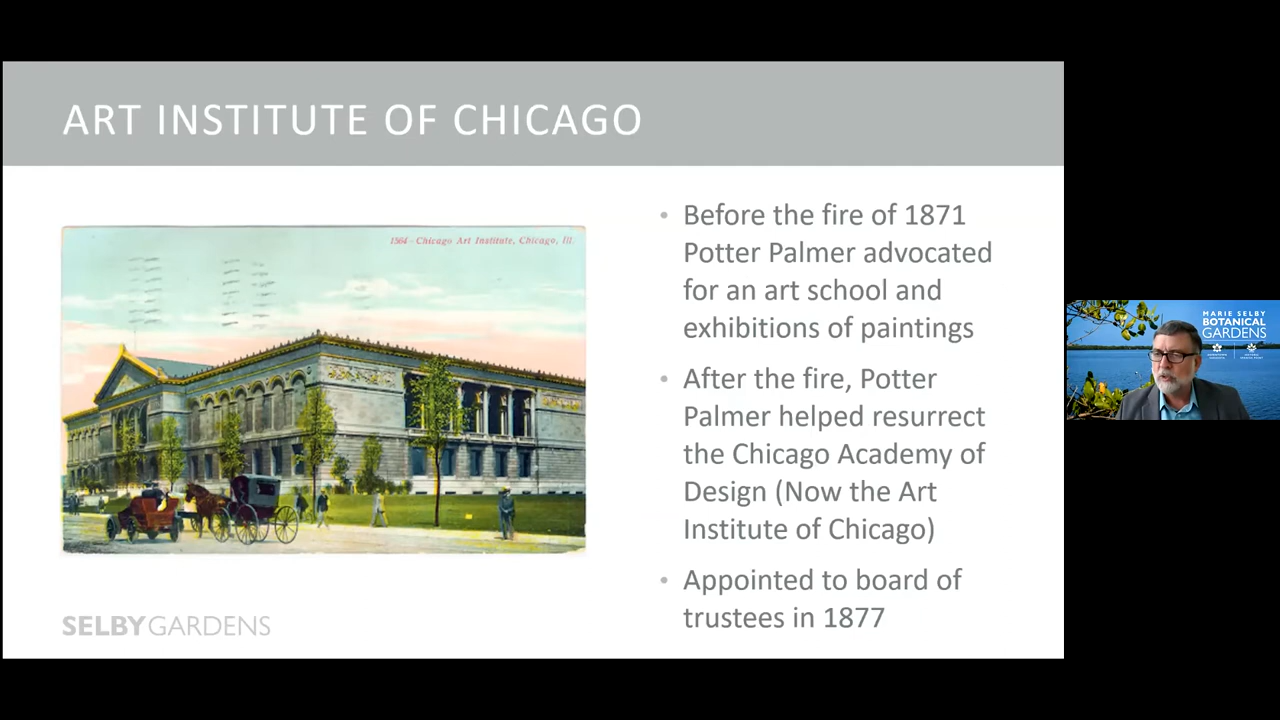 ART INSTITUTE OF CHICAGO
1564 - Chicago Art Institute, Chicago, Ill.
• Before the fire of 1871
Potter Palmer advocated
for an art school and
exhibitions of paintings
• After the fire, Potter
Palmer helped resurrect
the Chicago Academy of
Design (Now the Art
Institute of Chicago)
• Appointed to board of
trustees in 1877
SELBY GARDENS
MARIE SELBY
BOTANICAL
GARDENS